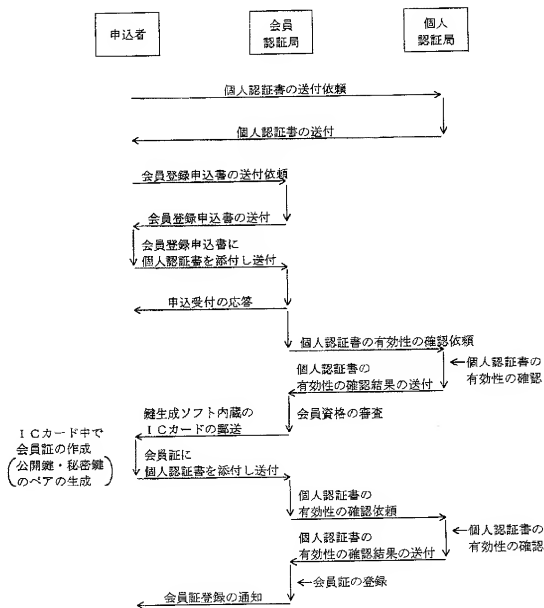 申込者
会員
認証局
個人
認証局
個人認証書の送付依頼
個人認証書の送付
会員登録申込書の送付依頼
会員登録申込書の送付
会員登録申込書に
個人認証書を添付し送付
申込受付の応答
個人認証書の有効性の確認依頼
個人認証書の
有効性の確認
個人認証書の
有効性の確認結果の送付
会員資格の審査
鍵生成ソフト内蔵の
ICカードの郵送
ICカード中で
会員証の作成
(公開鍵・秘密鍵
のペアの生成)
会員証に
個人認証書を添付し送付
個人認証書の
有効性の確認依頼
個人認証書の
有効性の確認
個人認証書の
有効性の確認結果の送付
会員証の登録
会員証登録の通知